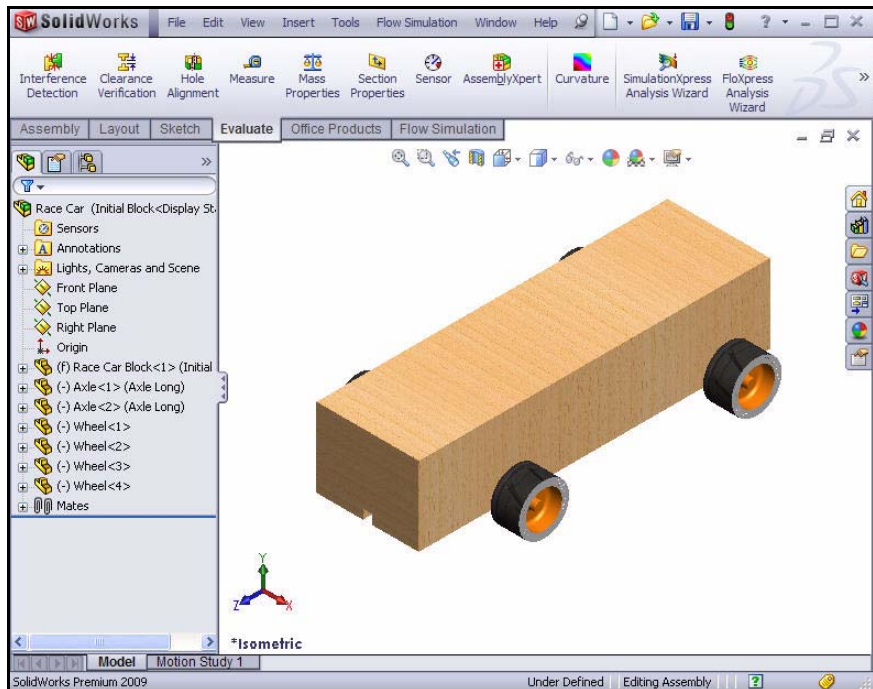 SW SolidWorks File Edit View Insert Tools Flow Simulation Window Help ?
Interference Detection
Clearance Verification
Hole Alignment
Measure
Mass Properties
Section Properties
Sensor
AssemblyXpert
Curvature
SimulationXpress Analysis Wizard
FloXpress Analysis Wizard
Assembly Layout Sketch Evaluate Office Products Flow Simulation
Race Car (Initial Block<Display St
Sensors
A Annotations
Lights, Cameras and Scene
Front Plane
Top Plane
Right Plane
Origin
(f) Race Car Block<1> (Initial
(-) Axle<1> (Axle Long)
(-) Axle<2> (Axle Long)
(-) Wheel<1>
(-) Wheel<2>
(-) Wheel<3>
(-) Wheel<4>
Mates
Y
Z X
*Isometric
Model Motion Study 1
SolidWorks Premium 2009 Under Defined Editing Assembly ?